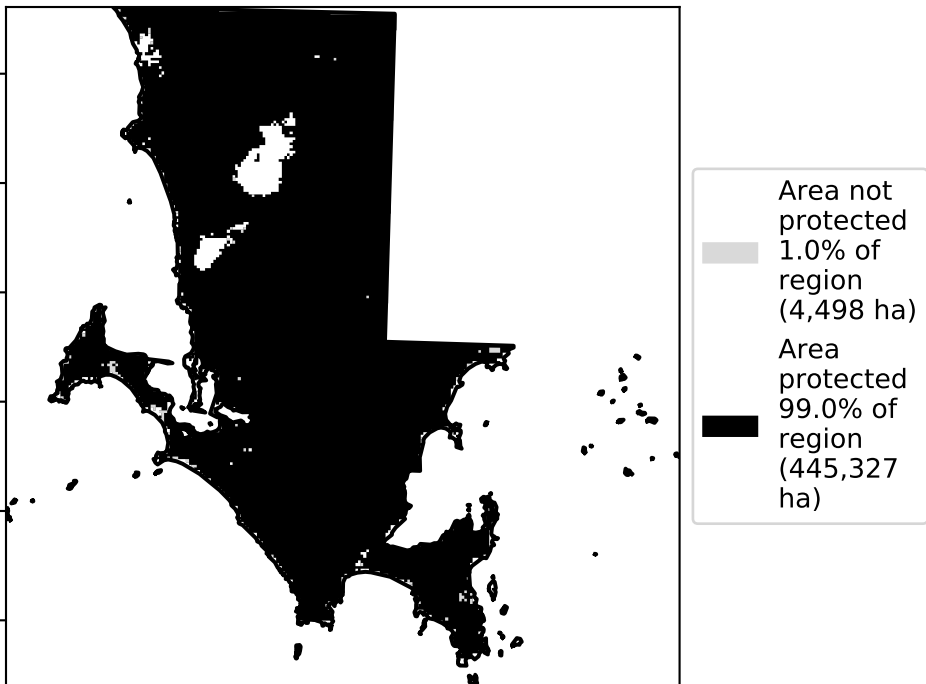 Area not
protected
1.0% of
region
(4,498 ha)
Area
protected
99.0% of
region
(445,327
ha)